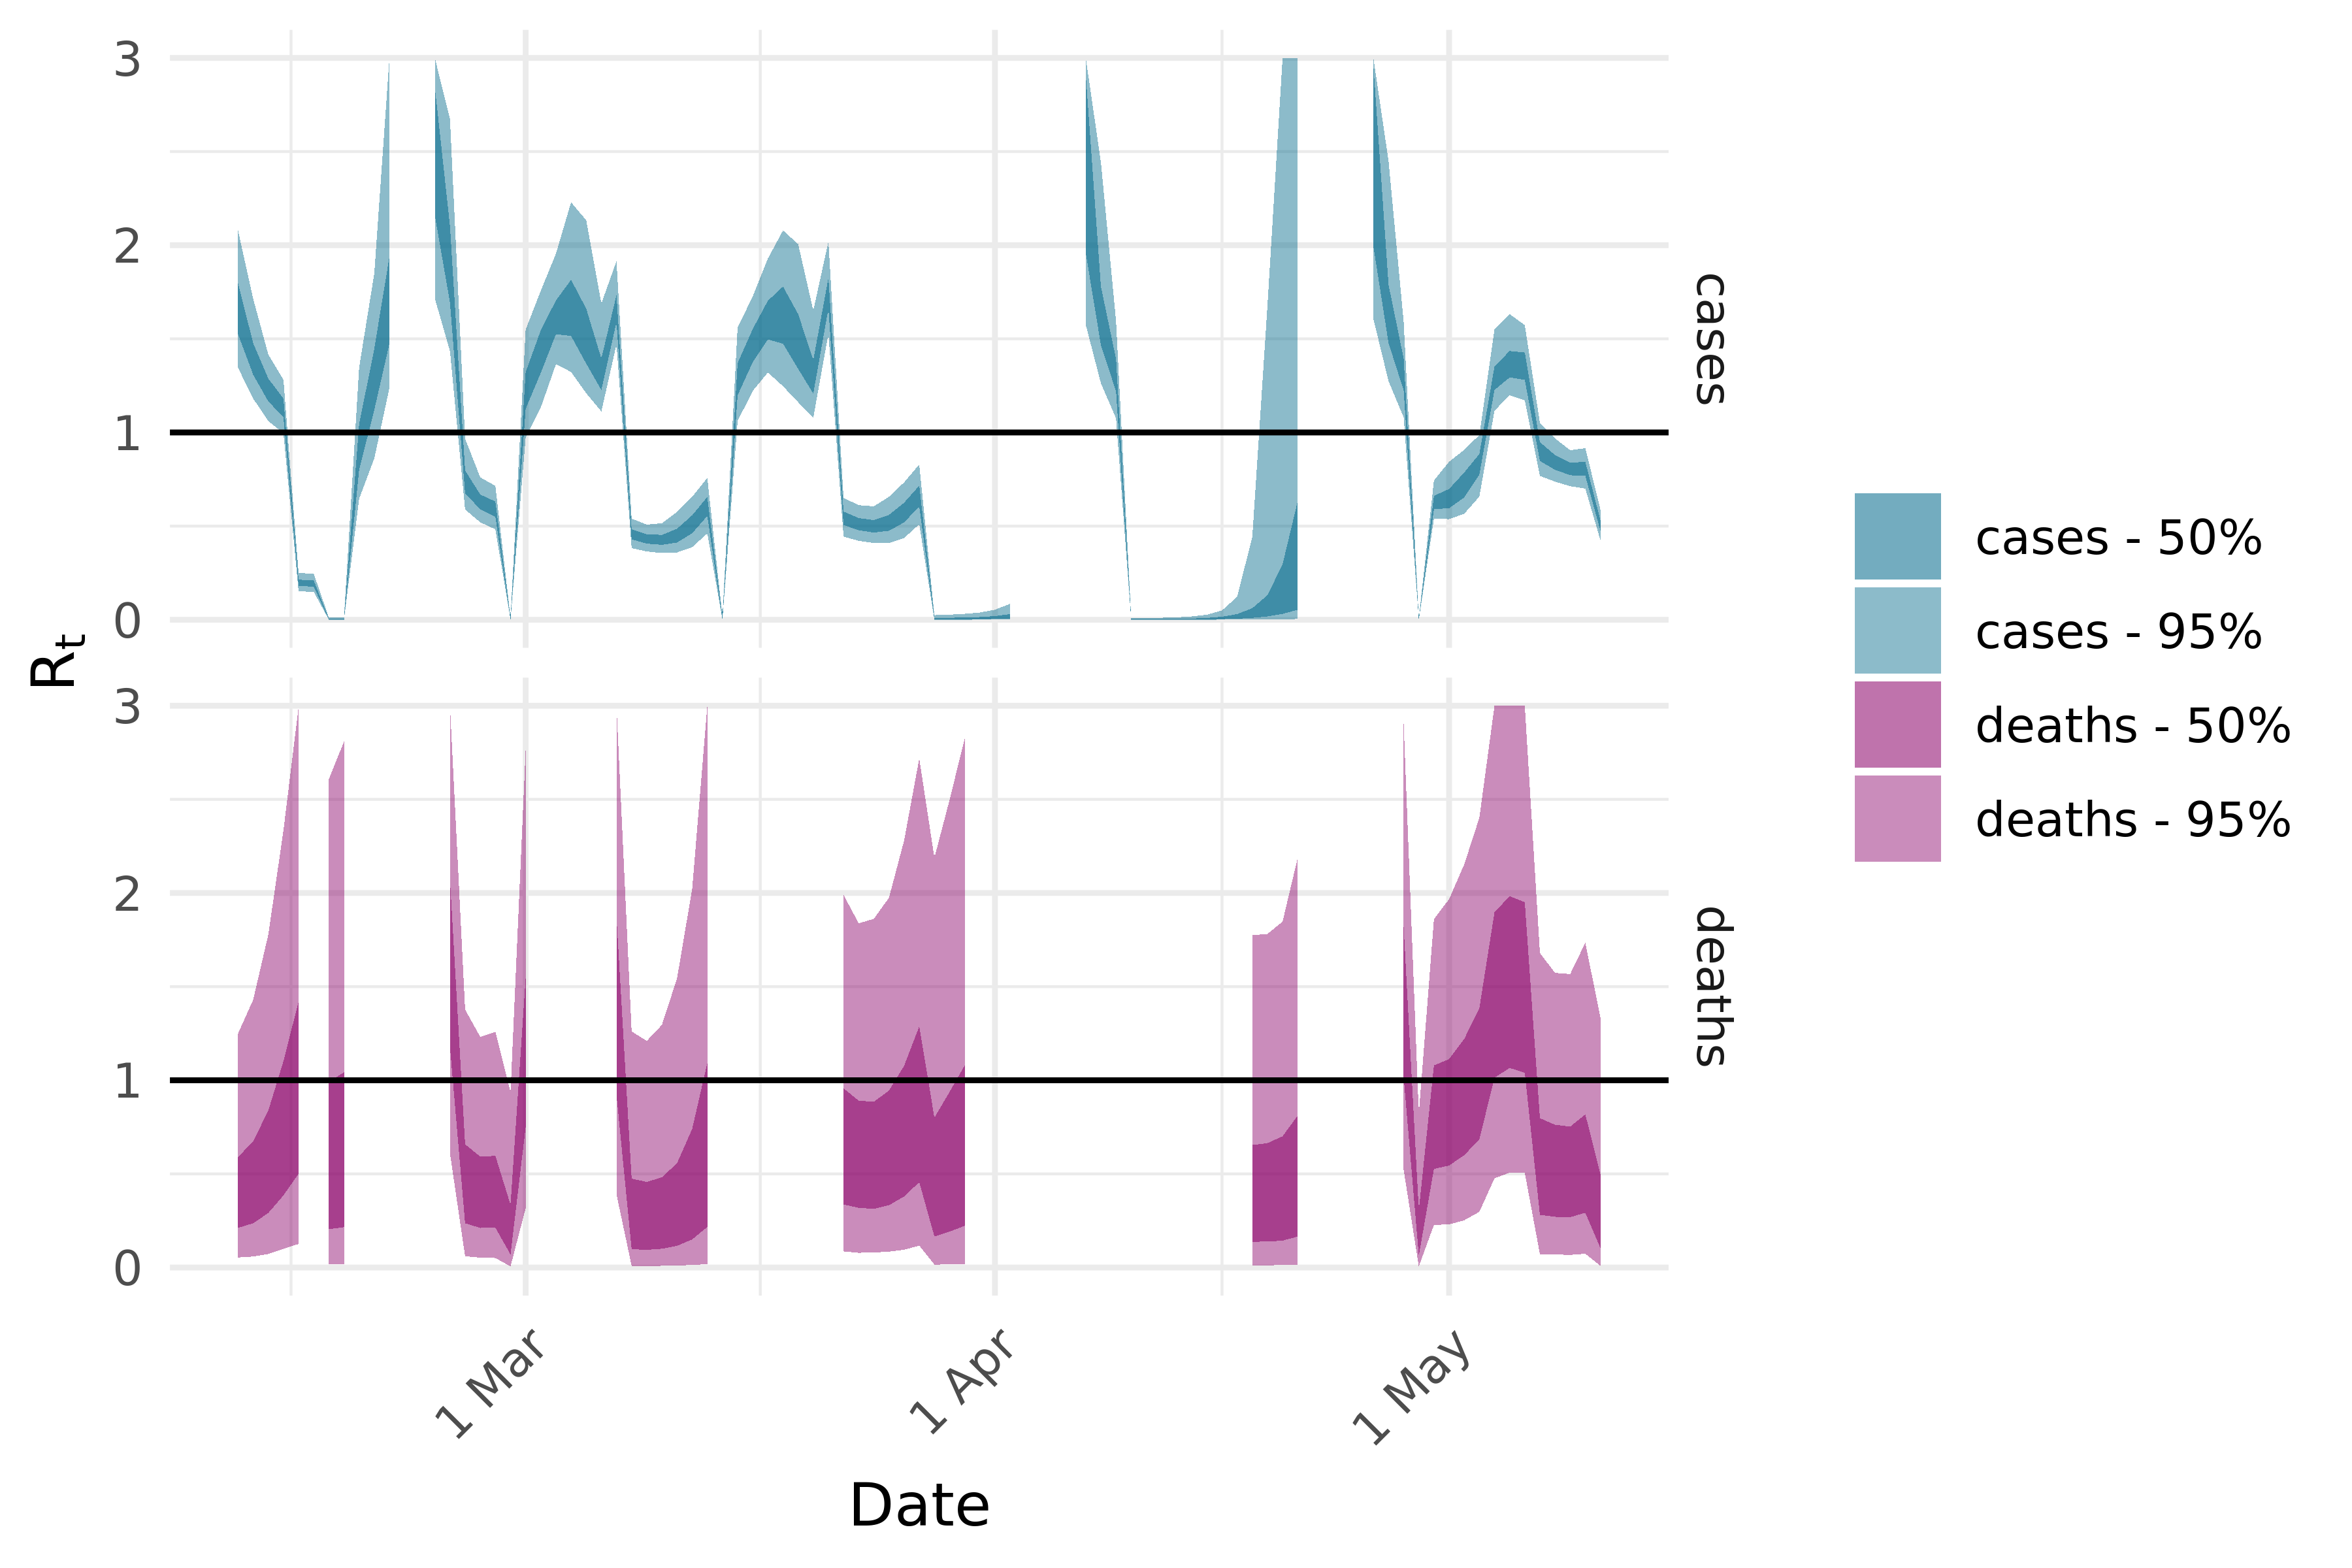 3
2
1
0
cases
3
2
1
0
deaths
Rt
1 Mar
1 Apr
1 May
Date
cases - 50%
cases - 95%
deaths - 50%
deaths - 95%